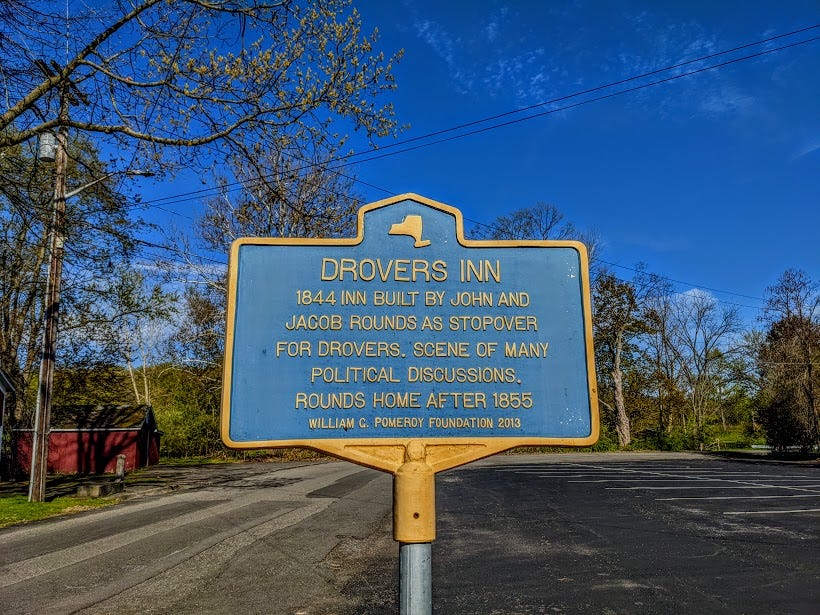 DROVERS INN
1844 INN BUILT BY JOHN AND
JACOB ROUNDS AS STOPOVER
FOR DROVERS. SCENE OF MANY
POLITICAL DISCUSSIONS.
ROUNDS HOME AFTER 1855
WILLIAM G. POMEROY FOUNDATION 2013